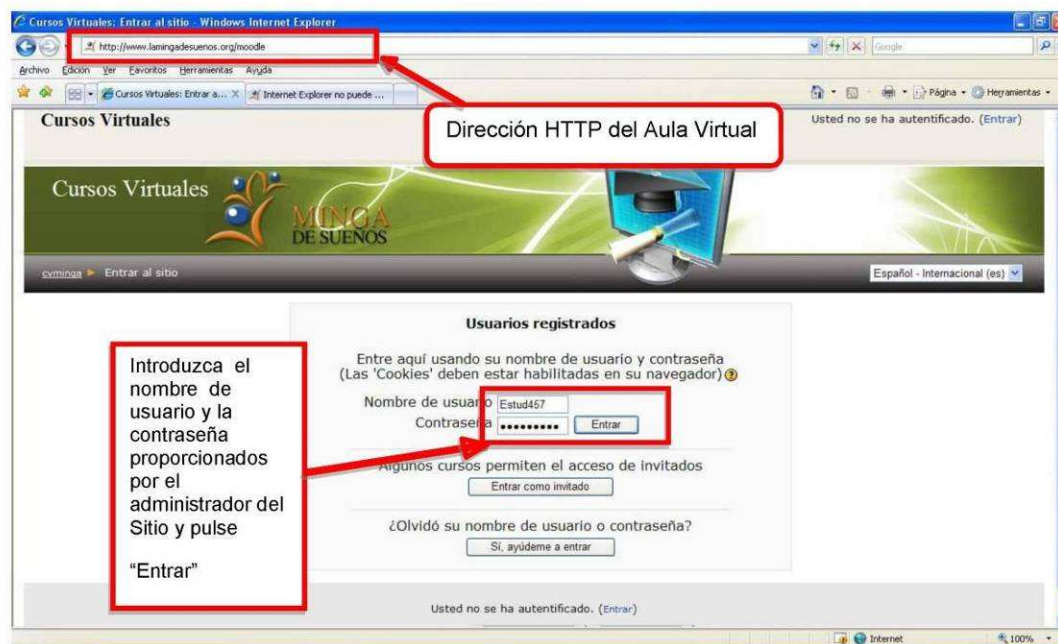 Cursos Virtuales: Entrar al sitio - Windows Internet Explorer
http://www.lamingadesuenos.org/moodle
Google
Archivo Edición Ver Favoritos Herramientas Ayuda
Cursos Virtuales: Entrar a... X
Internet Explorer no puede ...
Página
Herramientas
Cursos Virtuales
Dirección HTTP del Aula Virtual
Usted no se ha autentificado. (Entrar)
Cursos Virtuales
MINGA
DE SUENOS
cvminga ► Entrar al sitio
Español - Internacional (es)
Usuarios registrados
Entre aquí usando su nombre de usuario y contraseña
(Las 'Cookies' deben estar habilitadas en su navegador)
Nombre de usuario Estud457
Contraseña ●●●●●●●●● Entrar
Algunos cursos permiten el acceso de invitados
Entrar como invitado
¿Olvidó su nombre de usuario o contraseña?
Sí, ayúdeme a entrar
Introduzca el
nombre de
usuario y la
contraseña
proporcionados
por el
administrador del
Sitio y pulse
“Entrar”
Usted no se ha autentificado. (Entrar)
Internet
100%